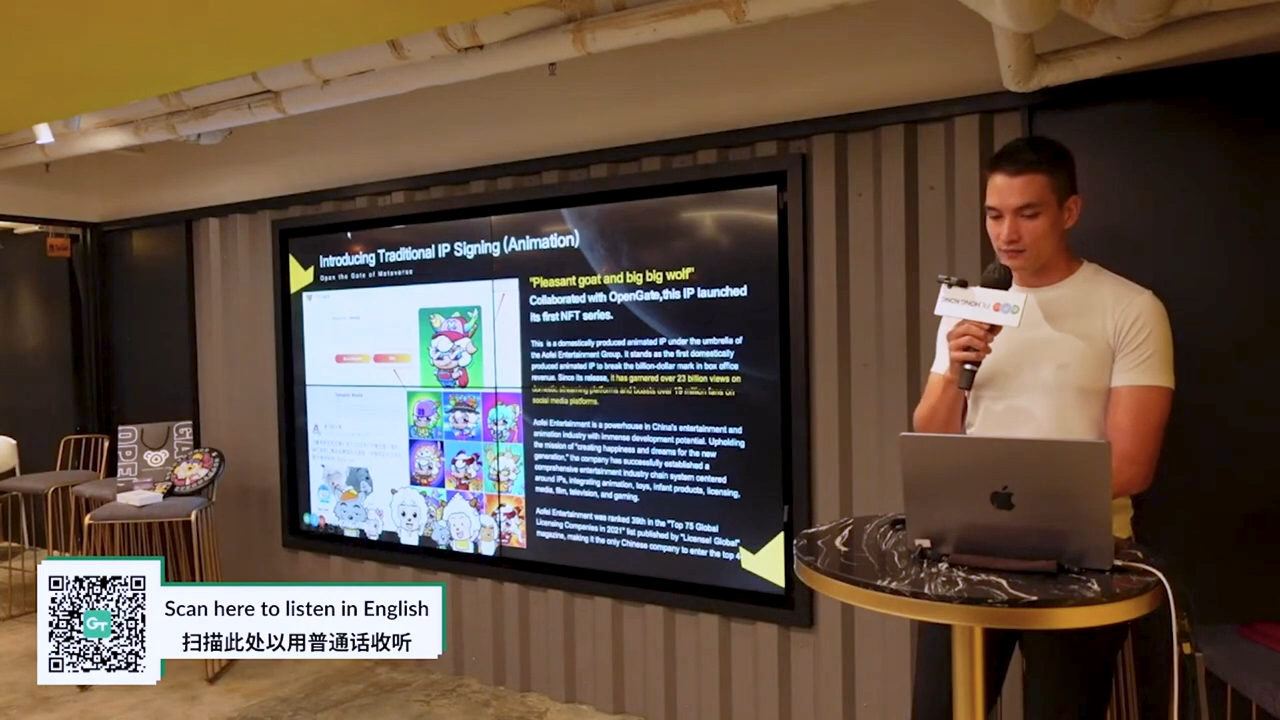 Introducing Traditional IP Signing (Animation)
Open the Gate of Metaverse
"Pleasant goat and big big wolf"
Collaborated with OpenGate,this IP launched
its first NFT series.
This is a domestically produced animated IP under the umbrella of
the Aofei Entertainment Group. It stands as the first domestically
produced animated IP to break the billion-dollar mark in box office
revenue. Since its release, it has garnered over 23 billion views on
domestic streaming platforms and boasts over 19 million fans on
social media platforms.
Aofei Entertainment is a powerhouse in China's entertainment and
animation industry with immense development potential. Upholding
the mission of "creating happiness and dreams for the new
generation," the company has successfully established a
comprehensive entertainment industry chain system centered
around IPs, integrating animation, toys, infant products, licensing,
media, film, television, and gaming.
Aofei Entertainment was ranked 39th in the "Top 75 Global
Licensing Companies in 2021" list published by "License! Global"
magazine, making it the only Chinese company to enter the top 4
HONG KONG
OPEN
GT
Scan here to listen in English
扫描此处以用普通话收听